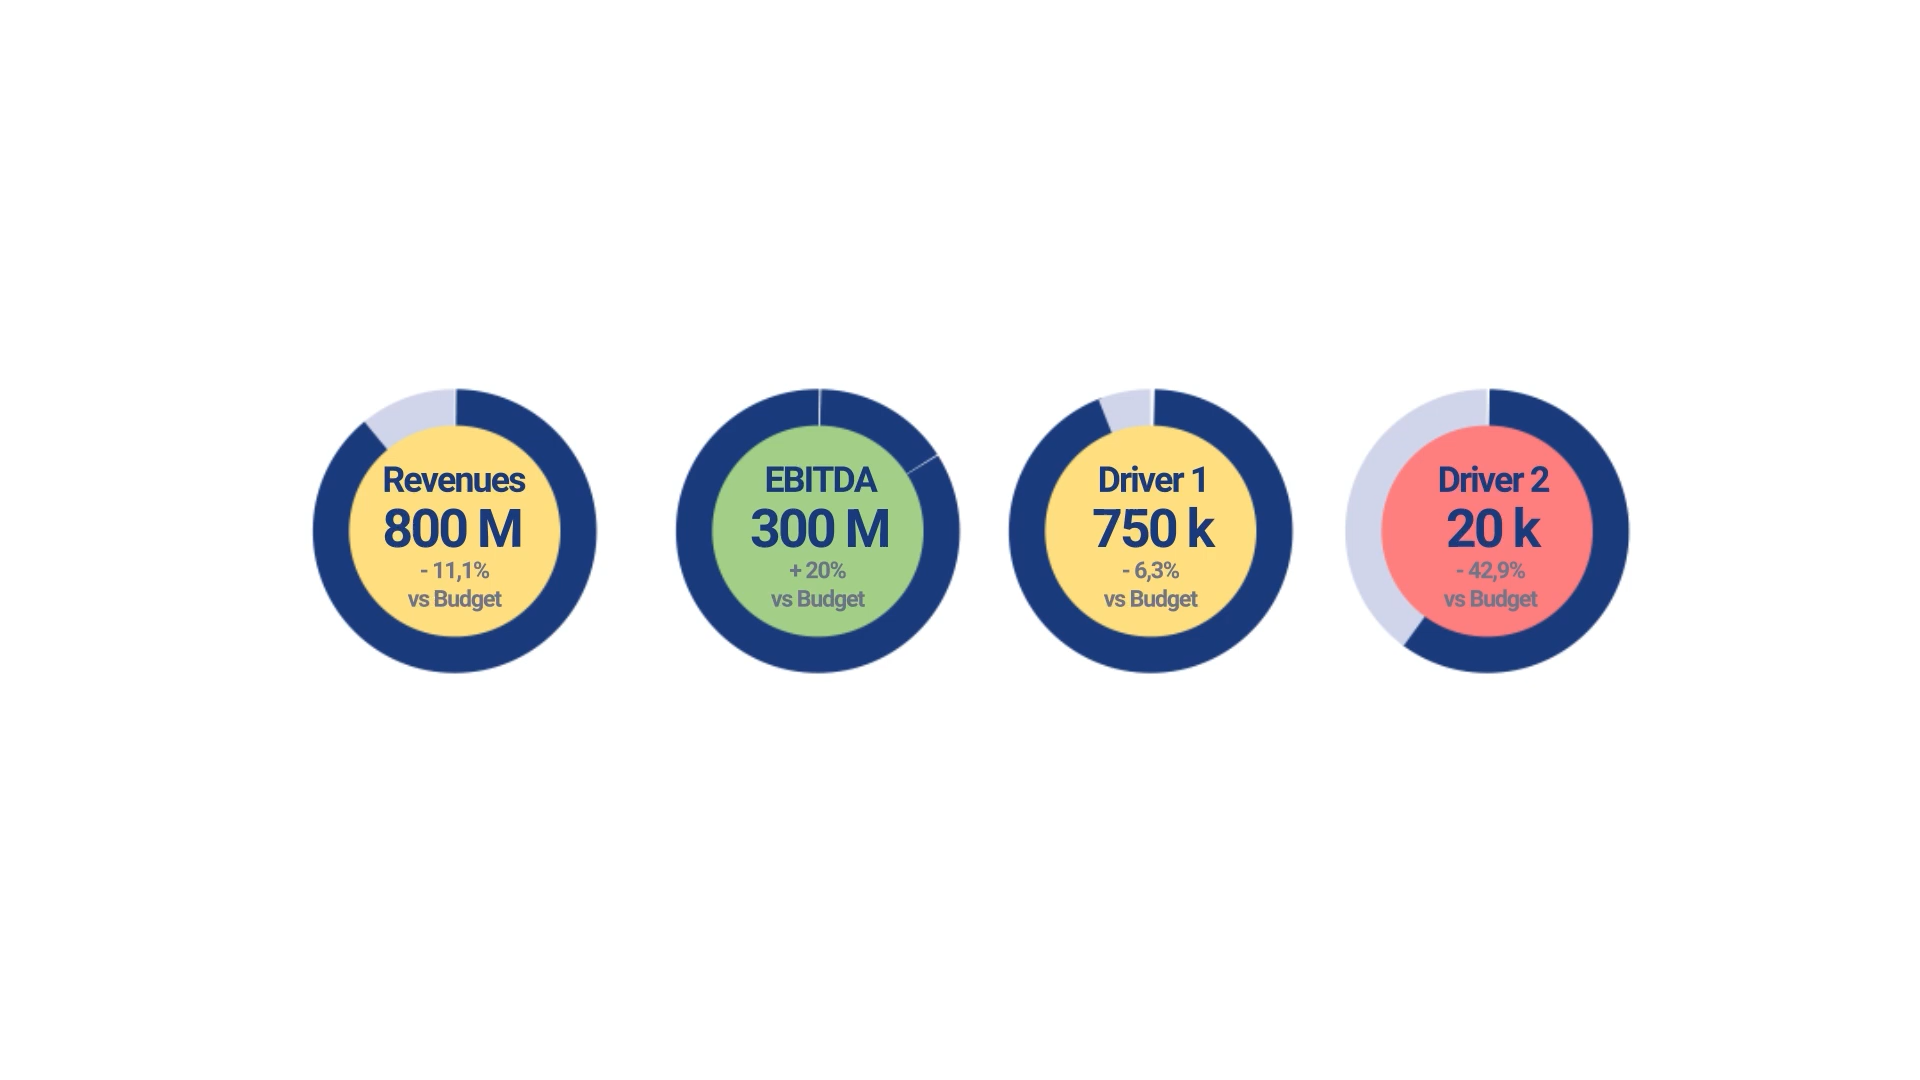 Revenues
800 M
- 11,1%
vs Budget
EBITDA
300 M
+ 20%
vs Budget
Driver 1
750 k
- 6,3%
vs Budget
Driver 2
20 k
- 42,9%
vs Budget